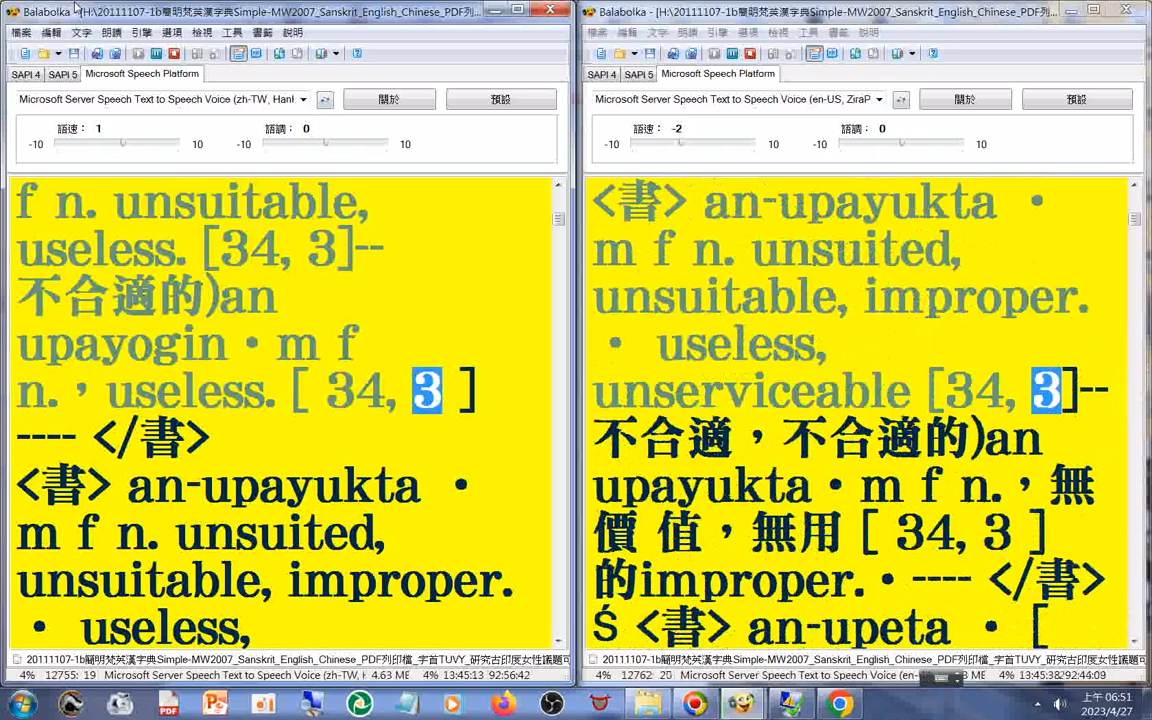 Balabolka - [H:\20111107-1b簡明梵英漢字典Simple-MW2007_Sanskrit_English_Chinese_PDF列...
檔案 編輯 文字 朗讀 引擎 選項 檢視 工具 書籤 說明
SAPI 4 SAPI 5 Microsoft Speech Platform
Microsoft Server Speech Text to Speech Voice (zh-TW, Hanl 關於 預設
語速： 1 語調： 0
-10 10 -10 10
f n. unsuitable,
useless. [34, 3]--
不合適的)an
upayogin • m f
n.，useless. [ 34, 3 ]
---- </書>
<書> an-upayukta •
m f n. unsuited,
unsuitable, improper.
• useless,
20111107-1b簡明梵英漢字典Simple-MW2007_Sanskrit_English_Chinese_PDF列印檔_字首TUVY_研究古印度女性議題可
4% 12755: 19 Microsoft Server Speech Text to Speech Voice (zh-TW, H 4.63 ME 4% 13:45:13 92:56:42
Balabolka - [H:\20111107-1b簡明梵英漢字典Simple-MW2007_Sanskrit_English_Chinese_PDF列...
檔案 編輯 文字 朗讀 引擎 選項 檢視 工具 書籤 說明
SAPI 4 SAPI 5 Microsoft Speech Platform
Microsoft Server Speech Text to Speech Voice (en-US, ZiraP 關於 預設
語速： -2 語調： 0
-10 10 -10 10
<書> an-upayukta •
m f n. unsuited,
unsuitable, improper.
• useless,
unserviceable [34, 3]--
不合適，不合適的)an
upayukta • m f n.，無
價 值，無用 [ 34, 3 ]
的improper. • ---- </書>
Ś <書> an-upeta • [
20111107-1b簡明梵英漢字典Simple-MW2007_Sanskrit_English_Chinese_PDF列印檔_字首TUVY_研究古印度女性議題可
4% 12762: 20 Microsoft Server Speech Text to Speech Voice (en-US, 4.63 ME 4% 13:45:38 92:44:09
上午 06:51
2023/4/27